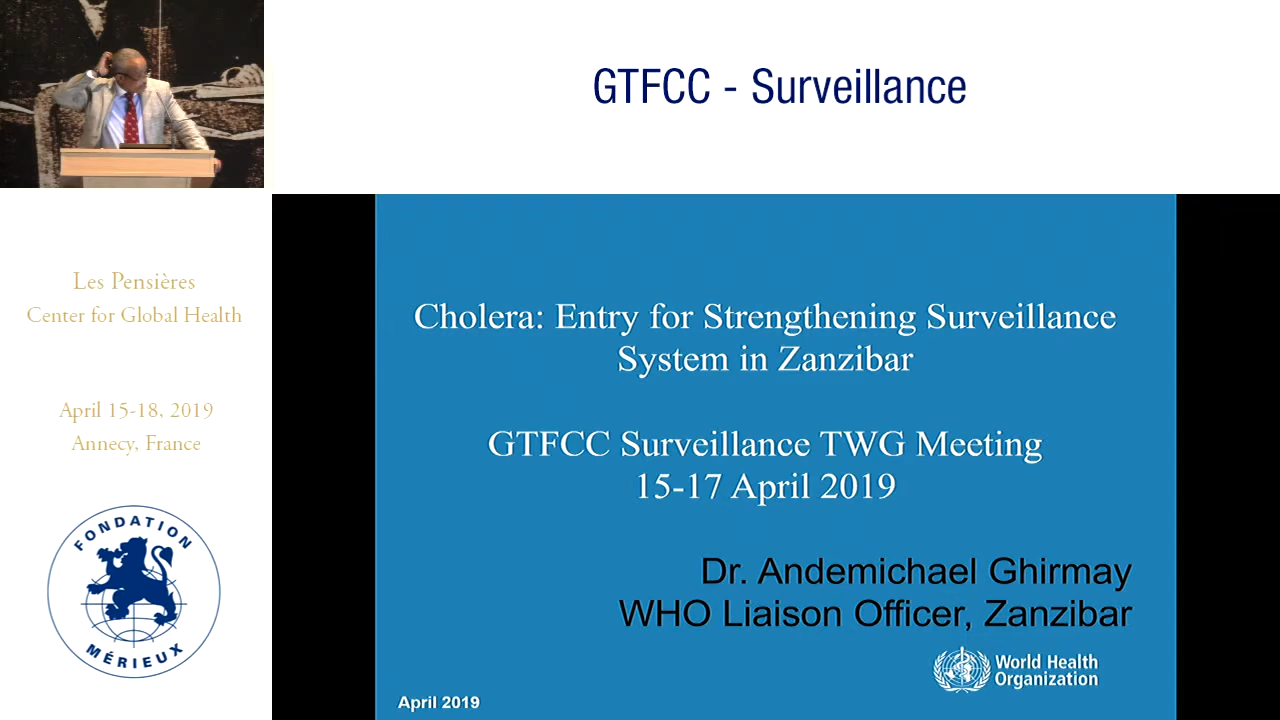 GTFCC - Surveillance
Les Pensières
Center for Global Health
April 15-18, 2019
Annecy, France
FONDATION
MÉRIEUX
Cholera: Entry for Strengthening Surveillance
System in Zanzibar
GTFCC Surveillance TWG Meeting
15-17 April 2019
Dr. Andemichael Ghirmay
WHO Liaison Officer, Zanzibar
World Health
Organization
April 2019